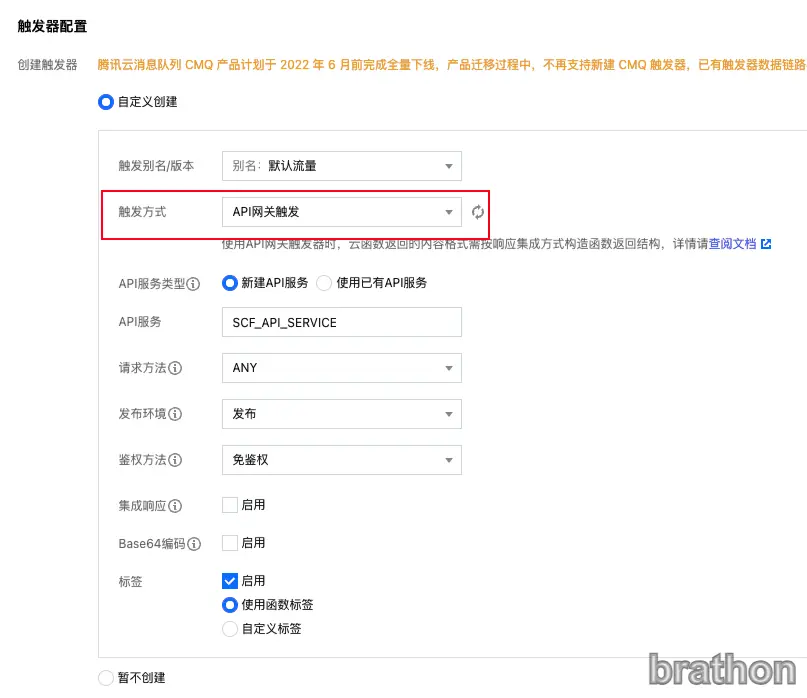 触发器配置
创建触发器 腾讯云消息队列 CMQ 产品计划于 2022 年 6 月前完成全量下线，产品迁移过程中，不再支持新建 CMQ 触发器，已有触发器数据链路
自定义创建
触发别名/版本 别名：默认流量
触发方式 API网关触发
使用API网关触发器时，云函数返回的内容格式需按响应集成方式构造函数返回结构，详情请查阅文档
API服务类型 新建API服务 使用已有API服务
API服务 SCF_API_SERVICE
请求方法 ANY
发布环境 发布
鉴权方法 免鉴权
集成响应 启用
Base64编码 启用
标签 启用
使用函数标签
自定义标签
暂不创建
brathon